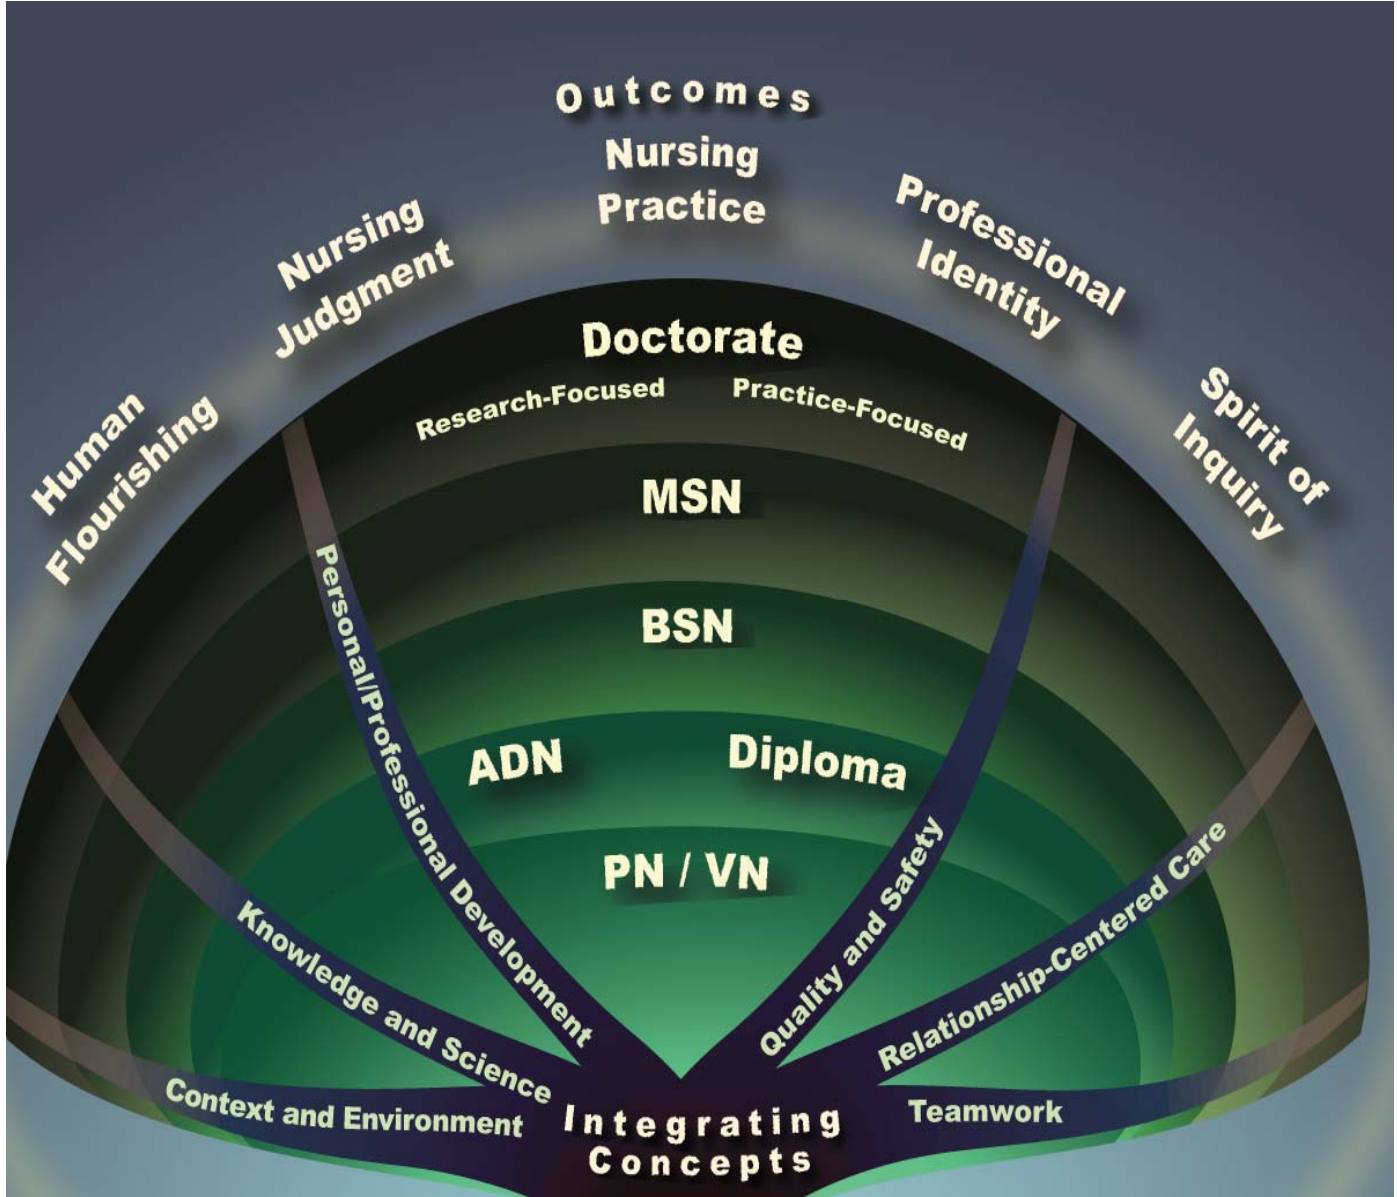 Outcomes
Human
Flourishing
Nursing
Judgment
Nursing
Practice
Professional
Identity
Spirit of
Inquiry
Doctorate
Research-Focused
Practice-Focused
MSN
BSN
ADN
Diploma
PN / VN
Context and Environment
Knowledge and Science
Personal/Professional Development
Quality and Safety
Relationship-Centered Care
Teamwork
Integrating
Concepts